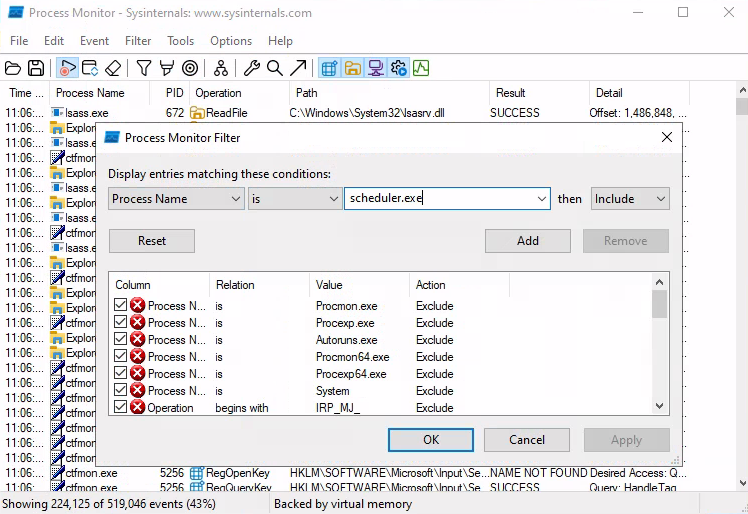 Process Monitor - Sysinternals: www.sysinternals.com
File Edit Event Filter Tools Options Help
Time ... Process Name PID Operation Path Result Detail
11:06:... lsass.exe 672 ReadFile C:\Windows\System32\lsasrv.dll SUCCESS Offset: 1,486,848, ...
11:06:... Explor
11:06:... lsass.e
11:06:... ctfmon
11:06:... Explor
11:06:... lsass.e
11:06:... Explor
11:06:... ctfmon
11:06:... Explor
11:06:... lsass.e
11:06:... Explor
11:06:... ctfmon
11:06:... Explor
11:06:... Explor
11:06:... ctfmon
11:06:... Explor
11:06:... ctfmon
11:06:... ctfmon
11:06:... ctfmon
11:06:... ctfmon
11:06:... ctfmon
11:06:... ctfmon
11:06:... ctfmon
Process Monitor Filter
Display entries matching these conditions:
Process Name is scheduler.exe then Include
Reset Add Remove
Column Relation Value Action
Process N... is Procmon.exe Exclude
Process N... is Procexp.exe Exclude
Process N... is Autoruns.exe Exclude
Process N... is Procmon64.exe Exclude
Process N... is Procexp64.exe Exclude
Process N... is System Exclude
Operation begins with IRP_MJ_ Exclude
OK Cancel Apply
11:06:... ctfmon.exe 5256 RegOpenKey HKLM\SOFTWARE\Microsoft\Input\Se... NAME NOT FOUND Desired Access: Q...
11:06:... ctfmon.exe 5256 RegQueryKey HKLM\SOFTWARE\Microsoft\Input\Se... SUCCESS Query: HandleTag
Showing 224,125 of 519,046 events (43%) Backed by virtual memory